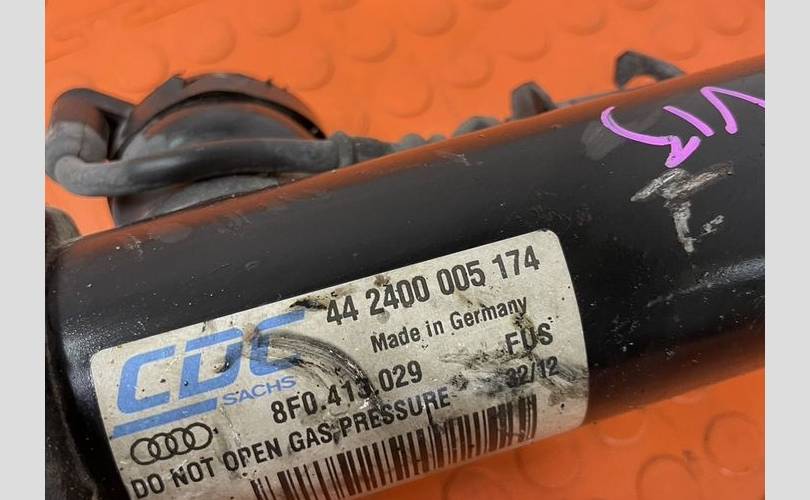 V15
44 2400 005 174
Made in Germany
CDC
SACHS
8F0.413.029
FUS
32/12
DO NOT OPEN GAS PRESSURE